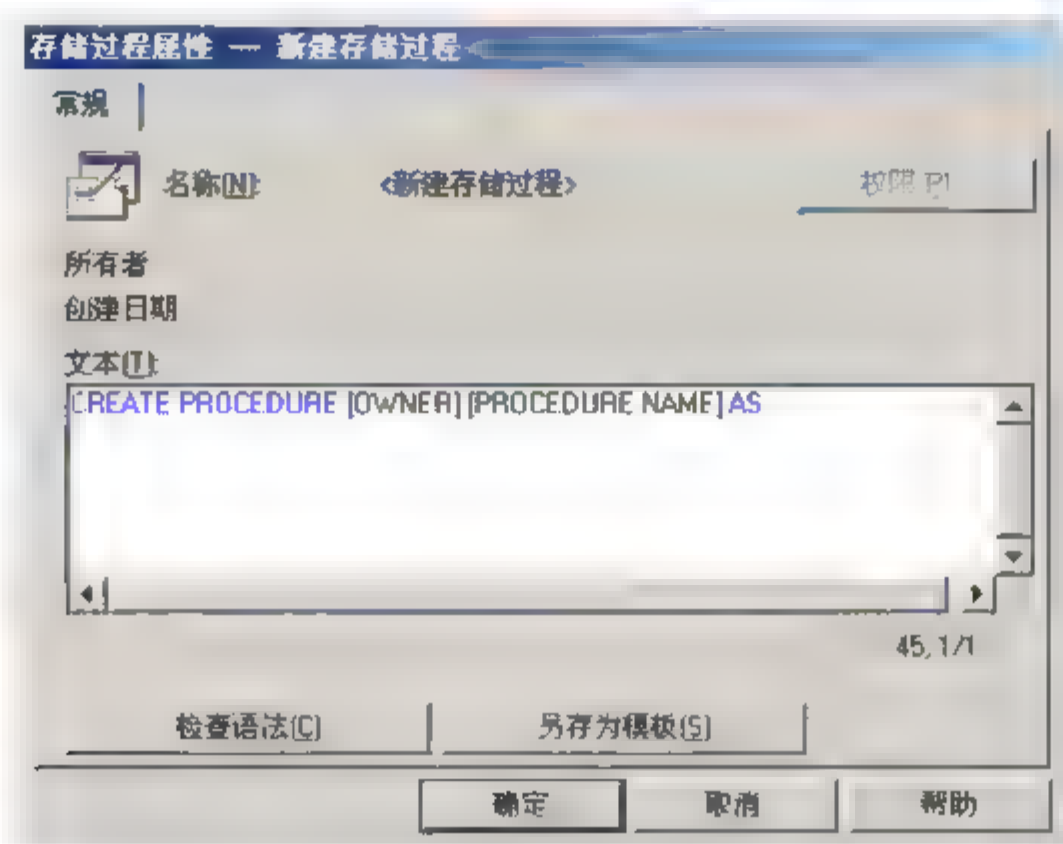 存储过程属性 — 新建存储过程
常规
名称(N): <新建存储过程> 权限 P)
所有者
创建日期
文本(T):
CREATE PROCEDURE [OWNER] [PROCEDURE NAME] AS
45, 1/1
检查语法(C) 另存为模板(S)
确定 取消 帮助